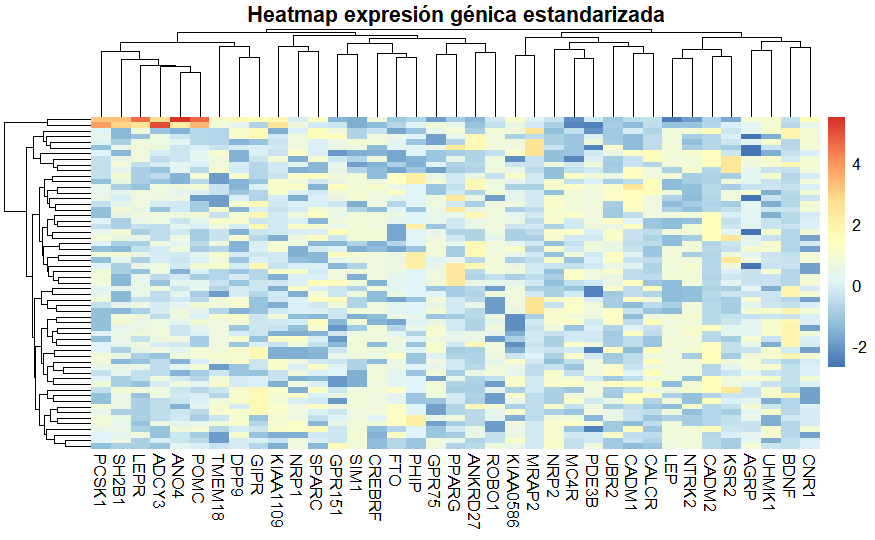 Heatmap expresión génica estandarizada
4
2
0
-2
PCSK1
SH2B1
LEPR
ADCY3
ANO4
POMC
TMEM18
DPP9
GIPR
KIAA1109
NRP1
SPARC
GPR151
SIM1
CREBRF
FTO
PHIP
GPR75
PPARG
ANKRD27
ROBO1
KIAA0586
MRAP2
NRP2
MC4R
PDE3B
UBR2
CADM1
CALCR
LEP
NTRK2
CADM2
KSR2
AGRP
UHMK1
BDNF
CNR1